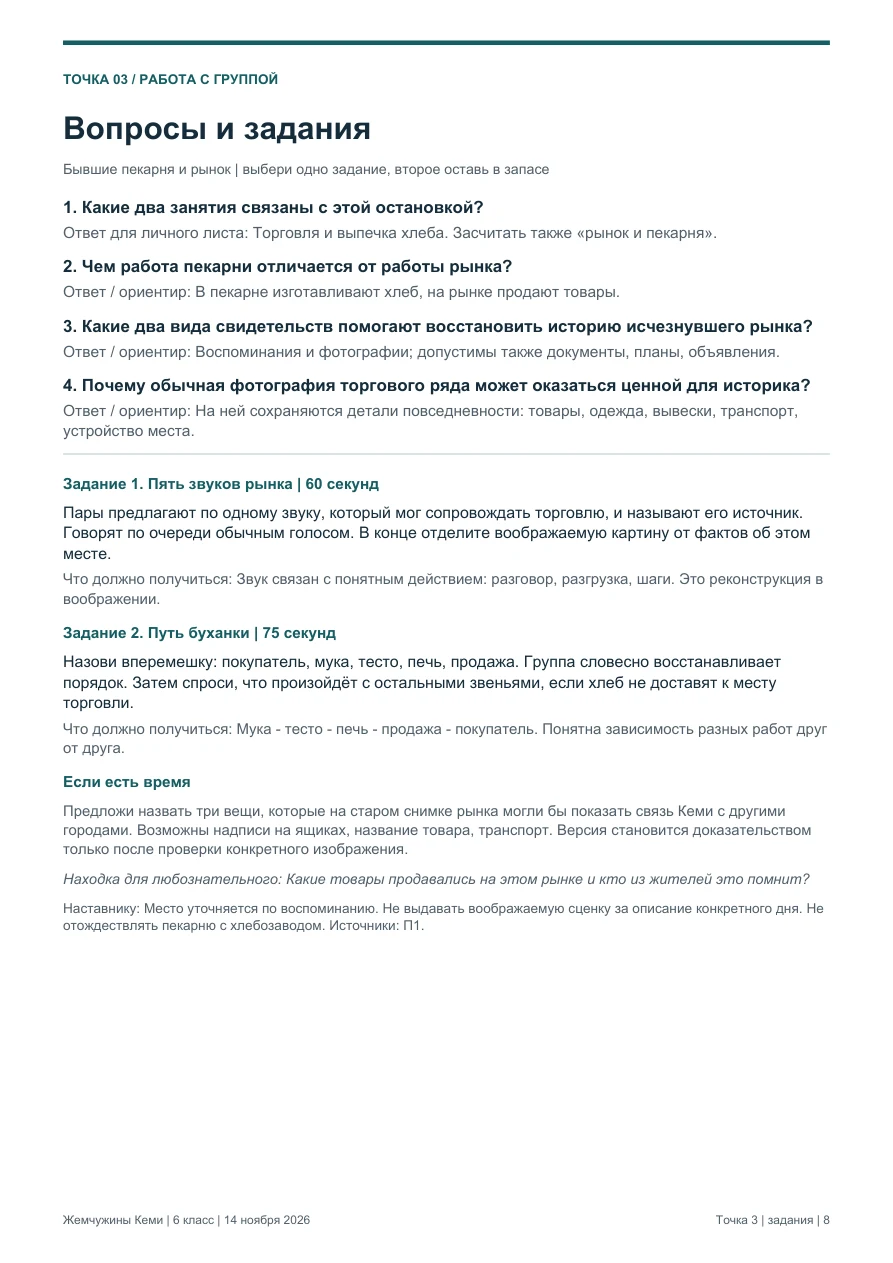 ТОЧКА 03 / РАБОТА С ГРУППОЙ
Вопросы и задания
Бывшие пекарня и рынок | выбери одно задание, второе оставь в запасе
1. Какие два занятия связаны с этой остановкой?
Ответ для личного листа: Торговля и выпечка хлеба. Засчитать также «рынок и пекарня».
2. Чем работа пекарни отличается от работы рынка?
Ответ / ориентир: В пекарне изготавливают хлеб, на рынке продают товары.
3. Какие два вида свидетельств помогают восстановить историю исчезнувшего рынка?
Ответ / ориентир: Воспоминания и фотографии; допустимы также документы, планы, объявления.
4. Почему обычная фотография торгового ряда может оказаться ценной для историка?
Ответ / ориентир: На ней сохраняются детали повседневности: товары, одежда, вывески, транспорт,
устройство места.
Задание 1. Пять звуков рынка | 60 секунд
Пары предлагают по одному звуку, который мог сопровождать торговлю, и называют его источник.
Говорят по очереди обычным голосом. В конце отделите воображаемую картину от фактов об этом
месте.
Что должно получиться: Звук связан с понятным действием: разговор, разгрузка, шаги. Это реконструкция в
воображении.
Задание 2. Путь буханки | 75 секунд
Назови вперемешку: покупатель, мука, тесто, печь, продажа. Группа словесно восстанавливает
порядок. Затем спроси, что произойдёт с остальными звеньями, если хлеб не доставят к месту
торговли.
Что должно получиться: Мука - тесто - печь - продажа - покупатель. Понятна зависимость разных работ друг
от друга.
Если есть время
Предложи назвать три вещи, которые на старом снимке рынка могли бы показать связь Кеми с другими
городами. Возможны надписи на ящиках, название товара, транспорт. Версия становится доказательством
только после проверки конкретного изображения.
Находка для любознательного: Какие товары продавались на этом рынке и кто из жителей это помнит?
Наставнику: Место уточняется по воспоминанию. Не выдавать воображаемую сценку за описание конкретного дня. Не
отождествлять пекарню с хлебозаводом. Источники: П1.
Жемчужины Кеми | 6 класс | 14 ноября 2026
Точка 3 | задания | 8